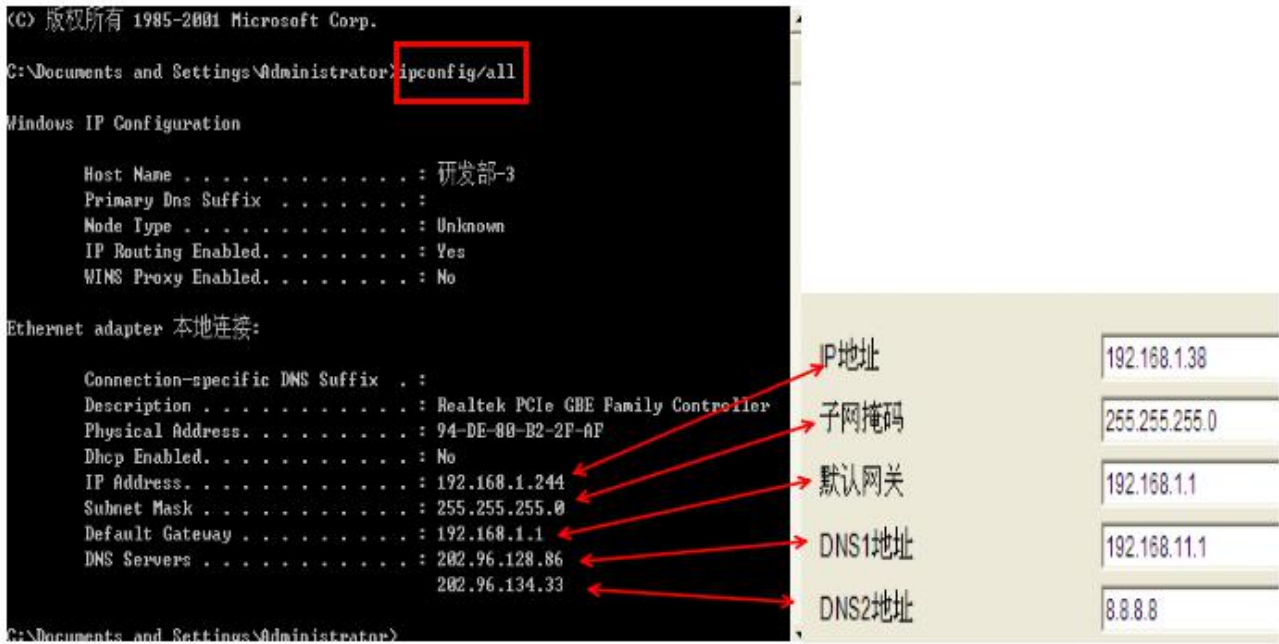 (C) 版权所有 1985-2001 Microsoft Corp.
C:\Documents and Settings\Administrator>ipconfig/all
Windows IP Configuration
Host Name . . . . . . . . . . . . : 研发部-3
Primary Dns Suffix . . . . . . . :
Node Type . . . . . . . . . . . . : Unknown
IP Routing Enabled. . . . . . . . : Yes
WINS Proxy Enabled. . . . . . . . : No
Ethernet adapter 本地连接:
Connection-specific DNS Suffix . :
Description . . . . . . . . . . . : Realtek PCIe GBE Family Controller
Physical Address. . . . . . . . . : 94-DE-80-B2-2F-AF
Dhcp Enabled. . . . . . . . . . . : No
IP Address. . . . . . . . . . . . : 192.168.1.244
Subnet Mask . . . . . . . . . . . : 255.255.255.0
Default Gateway . . . . . . . . . : 192.168.1.1
DNS Servers . . . . . . . . . . . : 202.96.128.86
202.96.134.33
C:\Documents and Settings\Administrator>
IP地址 192.168.1.38
子网掩码 255.255.255.0
默认网关 192.168.1.1
DNS1地址 192.168.11.1
DNS2地址 8.8.8.8